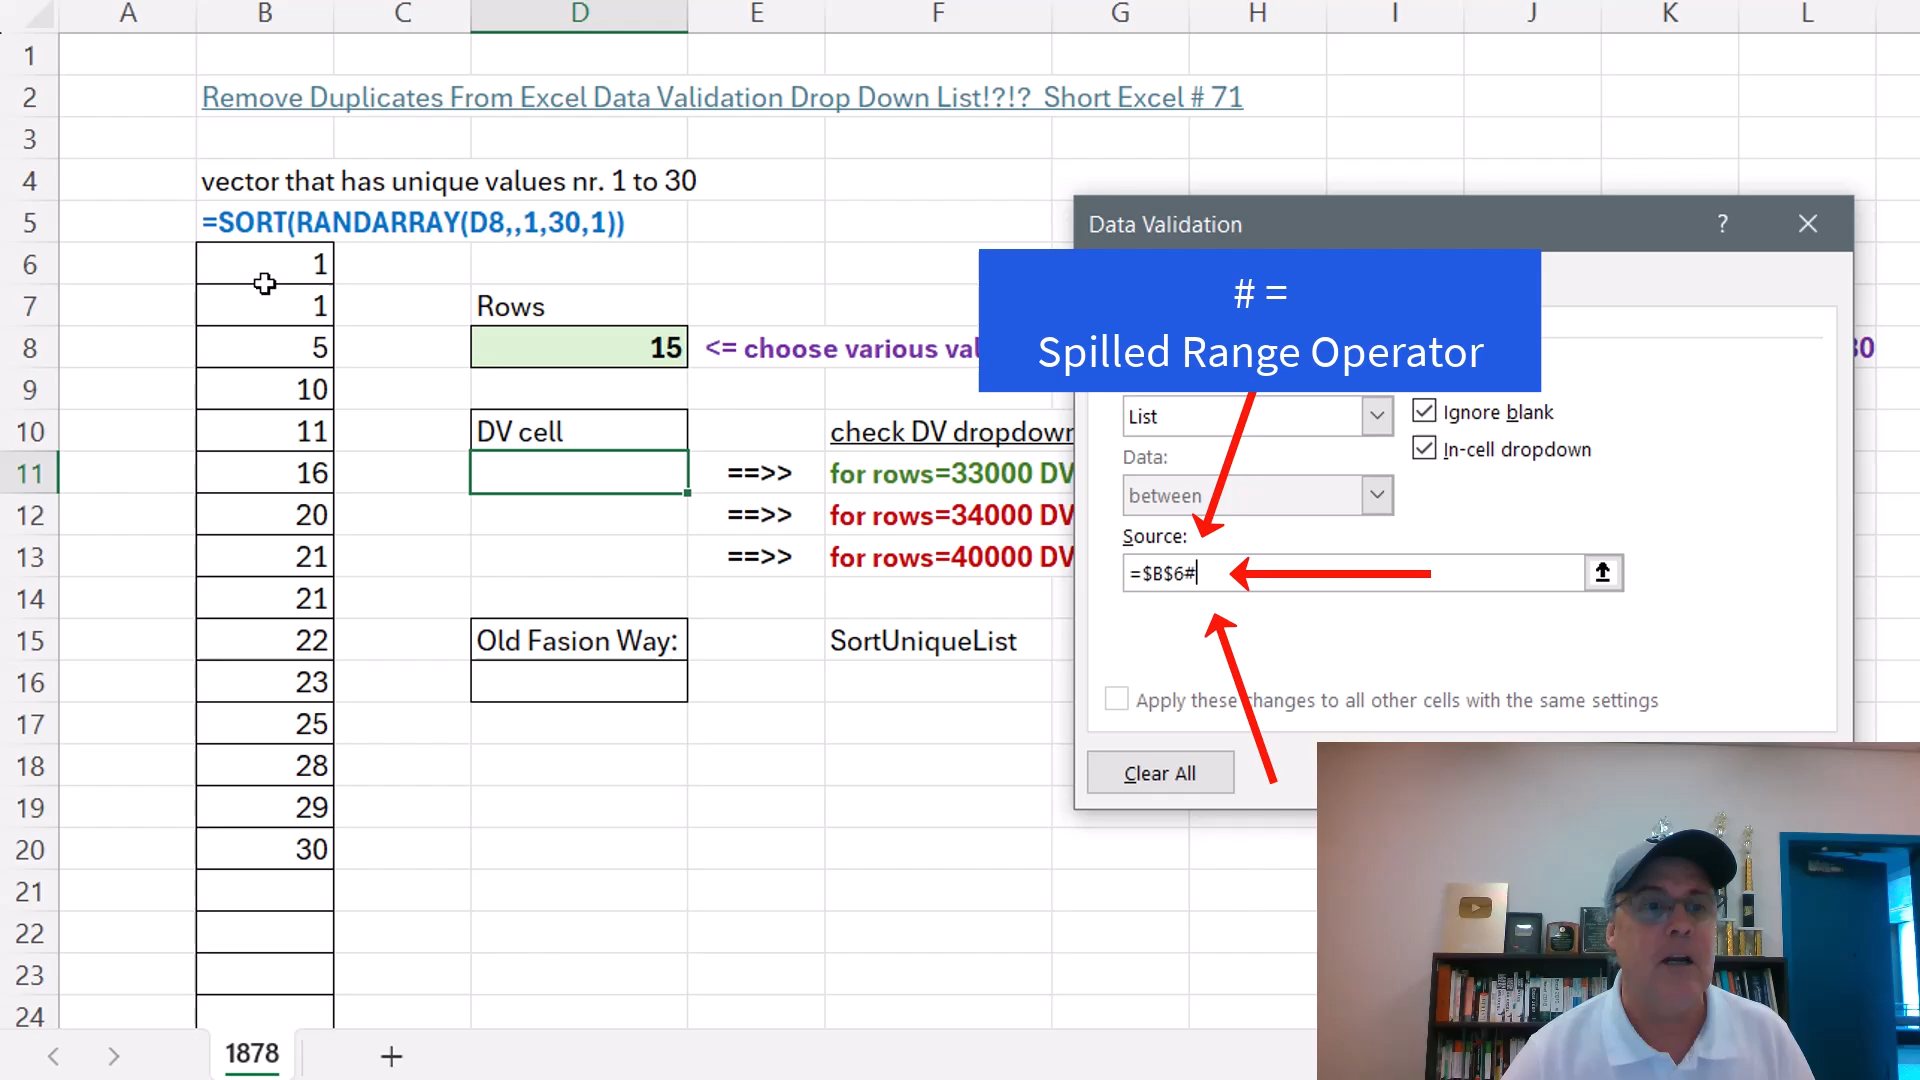 A B C D E F G H I J K L
1
2 Remove Duplicates From Excel Data Validation Drop Down List!?!? Short Excel # 71
3
4 vector that has unique values nr. 1 to 30
5 =SORT(RANDARRAY(D8,,1,30,1))
Data Validation ?
6 1
# =
7 1 Rows
8 5 15 <= choose various val 30
Spilled Range Operator
9 10
10 11 DV cell check DV dropdown
List Ignore blank
In-cell dropdown
Data:
11 16 ==>> for rows=33000 DV
between
12 20 ==>> for rows=34000 DV
Source:
13 21 ==>> for rows=40000 DV
=$B$6#
14 21
15 22 Old Fasion Way: SortUniqueList
16 23
Apply these changes to all other cells with the same settings
17 25
18 28
Clear All
19 29
20 30
21
22
23
24
1878